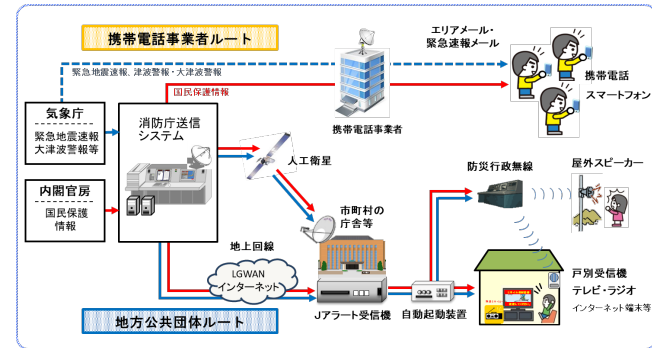 携帯電話事業者ルート
エリアメール・
緊急速報メール
緊急地震速報、津波警報・大津波警報
国民保護情報
携帯電話
スマートフォン
携帯電話事業者
気象庁
緊急地震速報
大津波警報等
消防庁送信
システム
人工衛星
防災行政無線
屋外スピーカー
内閣官房
国民保護
情報
市町村の
庁舎等
地上回線
LGWAN
インターネット
Jアラート受信機
自動起動装置
戸別受信機
テレビ・ラジオ
インターネット端末等
地方公共団体ルート